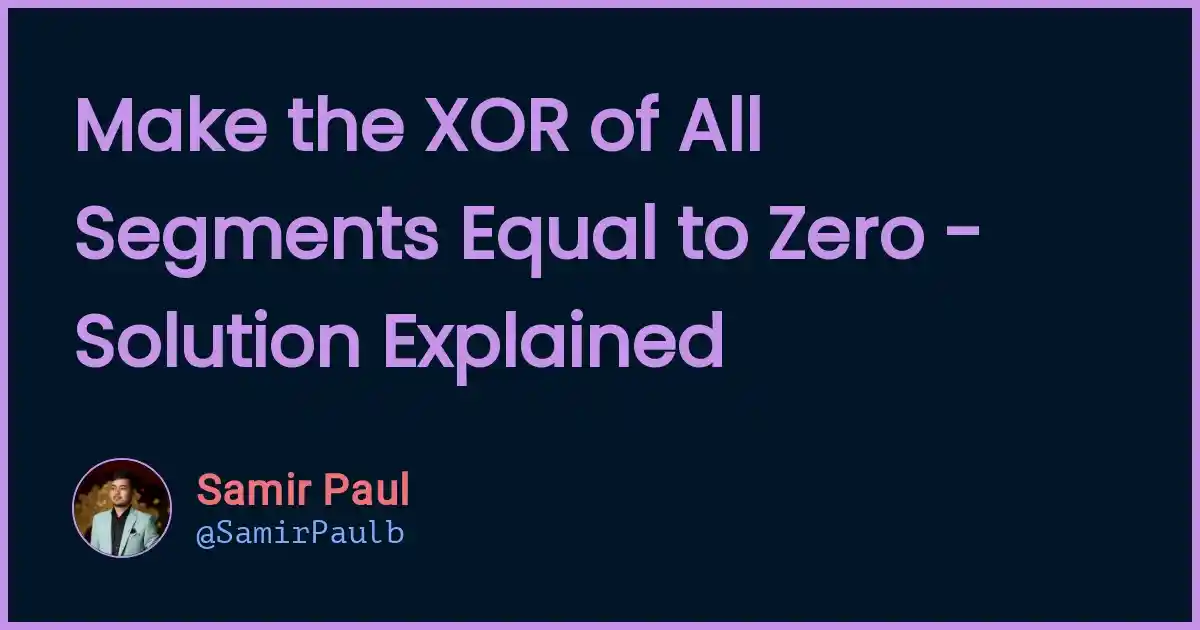 Make the XOR of All
Segments Equal to Zero -
Solution Explained
Samir Paul
@SamirPaulb